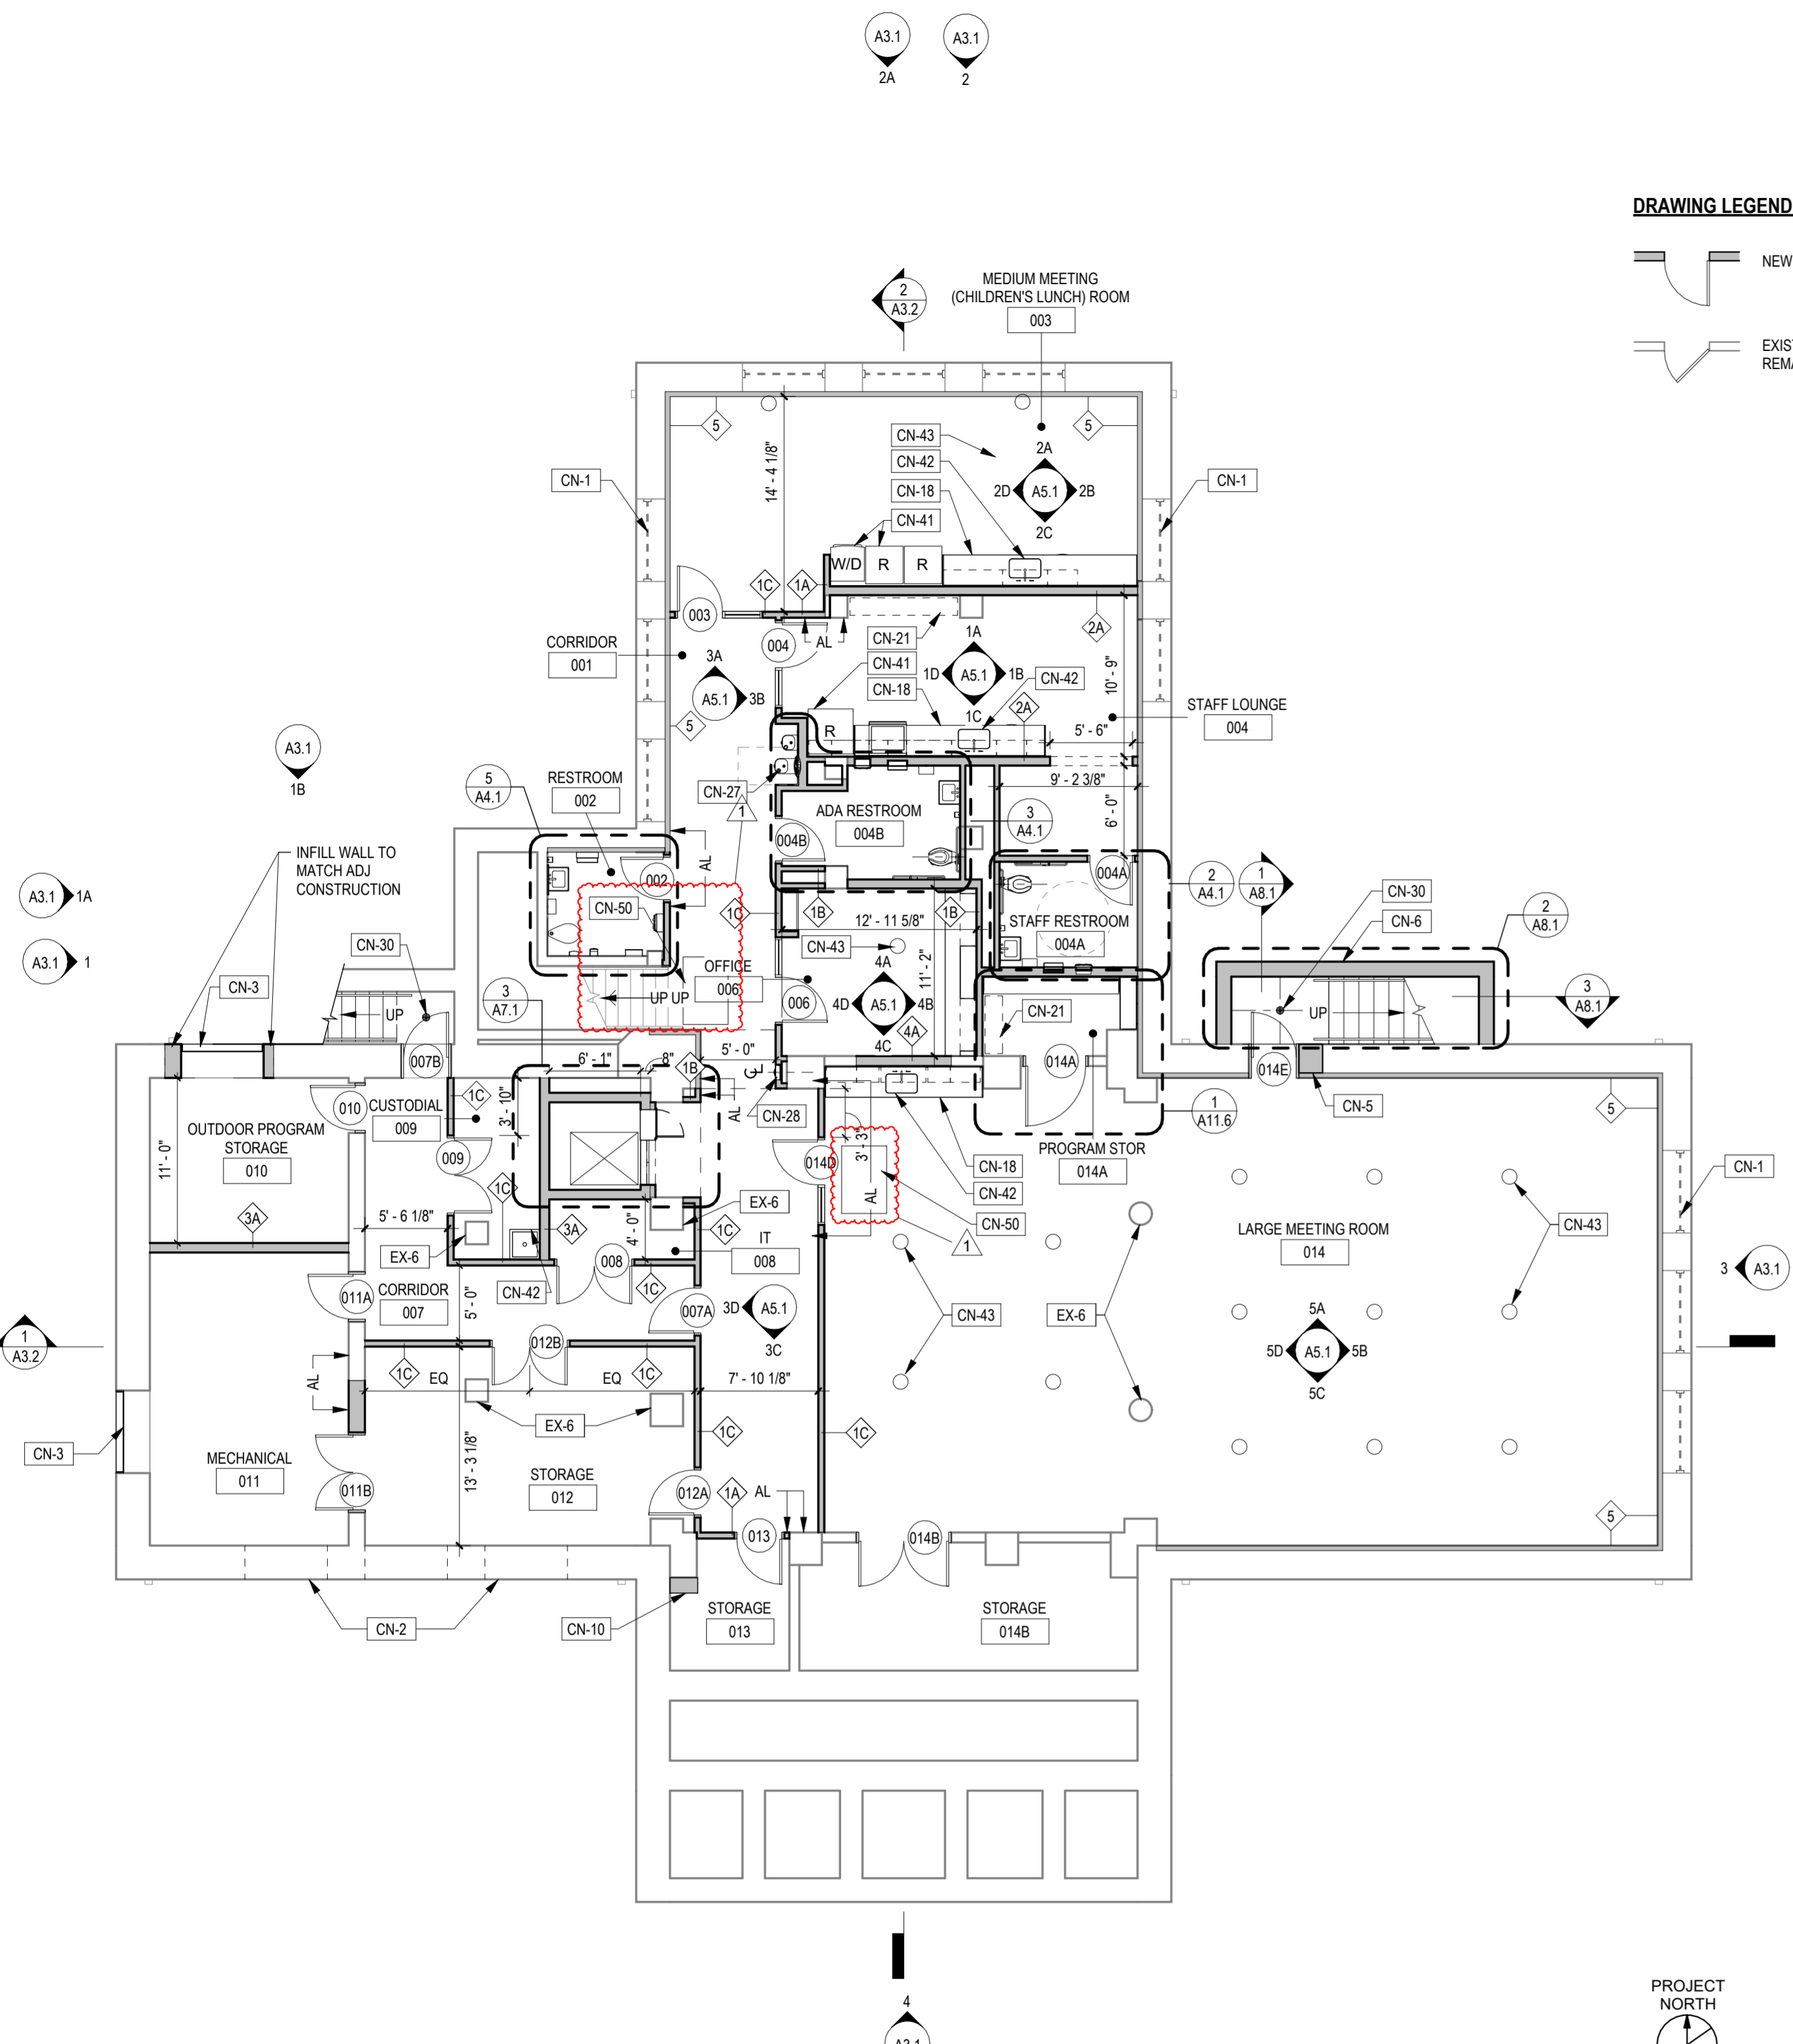 A3.1
2A
A3.1
2
DRAWING LEGEND
NEW
2
A3.2
MEDIUM MEETING
(CHILDREN'S LUNCH) ROOM
003
5
5
14' - 4 1/8"
CN-43
CN-42
CN-18
CN-41
2A
2D
A5.1
2B
2C
CN-1
CN-1
W/D
R
R
1C
1A
003
004
AL
2A
CORRIDOR
001
3A
A5.1
3B
5
CN-21
CN-41
CN-18
1A
1D
A5.1
1B
1C
CN-42
2A
10' - 9"
STAFF LOUNGE
004
5' - 6"
R
9' - 2 3/8"
6' - 0"
A3.1
1B
5
A4.1
RESTROOM
002
CN-27
1
ADA RESTROOM
004B
004B
3
A4.1
INFILL WALL TO
MATCH ADJ
CONSTRUCTION
AL
002
004A
2
A4.1
1
A8.1
CN-30
CN-6
2
A8.1
A3.1
1A
A3.1
1
CN-50
1C
1B
1B
12' - 11 5/8"
STAFF RESTROOM
004A
CN-30
CN-43
CN-3
OFFICE
006
UP UP
006
4A
4D
A5.1
4B
4C
11' - 2"
4A
CN-21
3
A7.1
UP
UP
3
A8.1
007B
6' - 1"
8"
5' - 0"
CL
1B
AL
CN-28
014A
014E
CN-5
5
010
CUSTODIAL
009
1C
3' - 10"
1
A11.6
OUTDOOR PROGRAM
STORAGE
010
11' - 0"
009
014D
3' - 3"
PROGRAM STOR
014A
CN-18
CN-42
CN-50
CN-1
AL
1C
EX-6
3A
5' - 6 1/8"
EX-6
3A
4' - 0"
IT
008
1C
008
1
LARGE MEETING ROOM
014
CN-43
CORRIDOR
007
011A
5' - 0"
CN-42
1C
007A
3D
A5.1
3C
CN-43
EX-6
5A
5D
A5.1
5B
5C
3
A3.1
1
A3.2
012B
1C
1C
EQ
EQ
7' - 10 1/8"
AL
EX-6
1C
1C
CN-3
MECHANICAL
011
13' - 3 1/8"
STORAGE
012
011B
012A
1A
AL
013
014B
5
CN-2
CN-10
STORAGE
013
STORAGE
014B
4
PROJECT
NORTH